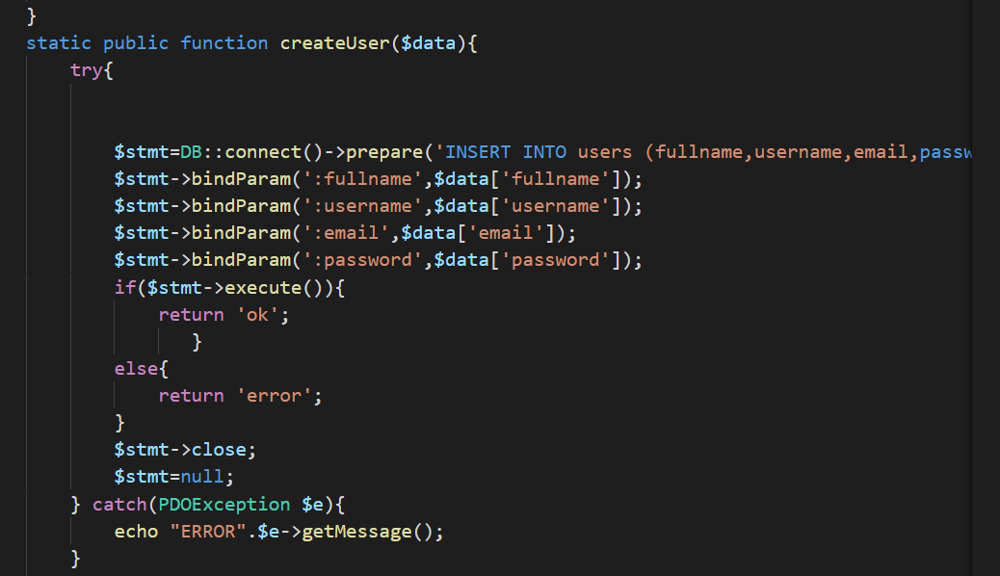 }
static public function createUser($data){
try{
$stmt=DB::connect()->prepare('INSERT INTO users (fullname,username,email,passw
$stmt->bindParam(':fullname',$data['fullname']);
$stmt->bindParam(':username',$data['username']);
$stmt->bindParam(':email',$data['email']);
$stmt->bindParam(':password',$data['password']);
if($stmt->execute()){
return 'ok';
}
else{
return 'error';
}
$stmt->close;
$stmt=null;
} catch(PDOException $e){
echo "ERROR".$e->getMessage();
}